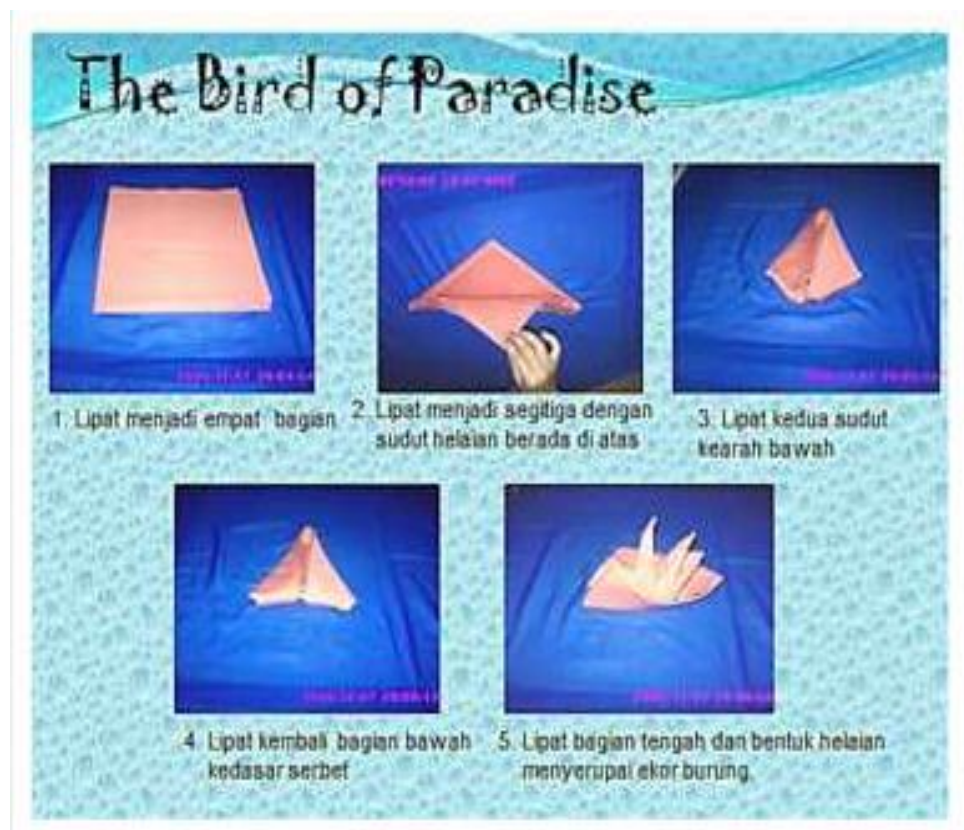 The Bird of Paradise
1. Lipat menjadi empat bagian
2. Lipat menjadi segitiga dengan
sudut helaian berada di atas
3. Lipat kedua sudut
kearah bawah
4. Lipat kembali bagian bawah
kedasar serbet
5. Lipat bagian tengah dan bentuk helaian
menyerupai ekor burung.